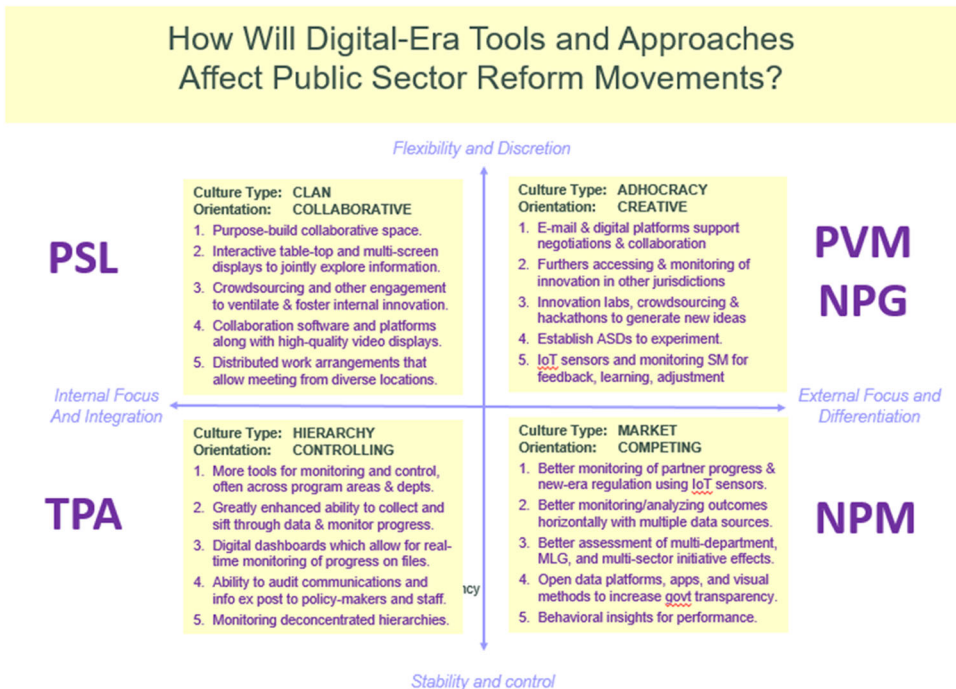 How Will Digital-Era Tools and Approaches
Affect Public Sector Reform Movements?
Flexibility and Discretion
PSL
Culture Type: CLAN
Orientation: COLLABORATIVE
1. Purpose-build collaborative space.
2. Interactive table-top and multi-screen
displays to jointly explore information.
3. Crowdsourcing and other engagement
to ventilate & foster internal innovation.
4. Collaboration software and platforms
along with high-quality video displays.
5. Distributed work arrangements that
allow meeting from diverse locations.
Culture Type: ADHOCRACY
Orientation: CREATIVE
1. E-mail & digital platforms support
negotiations & collaboration
2. Furthers accessing & monitoring of
innovation in other jurisdictions
3. Innovation labs, crowdsourcing &
hackathons to generate new ideas
4. Establish ASDs to experiment.
5. IoT sensors and monitoring SM for
feedback, learning, adjustment
PVM
NPG
Internal Focus
And Integration
External Focus and
Differentiation
TPA
Culture Type: HIERARCHY
Orientation: CONTROLLING
1. More tools for monitoring and control,
often across program areas & depts.
2. Greatly enhanced ability to collect and
sift through data & monitor progress.
3. Digital dashboards which allow for real-
time monitoring of progress on files.
4. Ability to audit communications and
info ex post to policy-makers and staff.
5. Monitoring deconcentrated hierarchies.
ncy
Culture Type: MARKET
Orientation: COMPETING
1. Better monitoring of partner progress &
new-era regulation using IoT sensors.
2. Better monitoring/analyzing outcomes
horizontally with multiple data sources.
3. Better assessment of multi-department,
MLG, and multi-sector initiative effects.
4. Open data platforms, apps, and visual
methods to increase govt transparency.
5. Behavioral insights for performance.
NPM
Stability and control